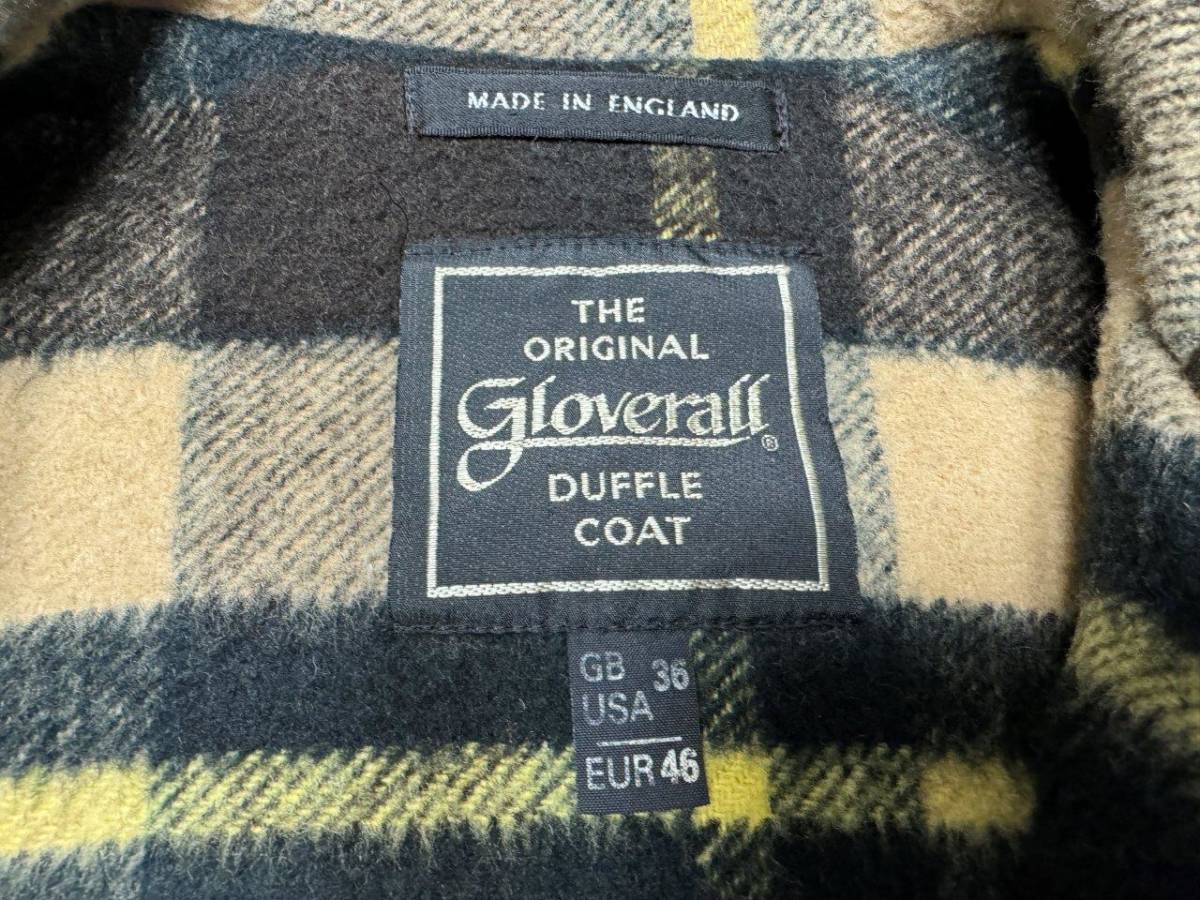 MADE IN ENGLAND
THE
ORIGINAL
Gloverall®
DUFFLE
COAT
GB 36
USA
EUR 46